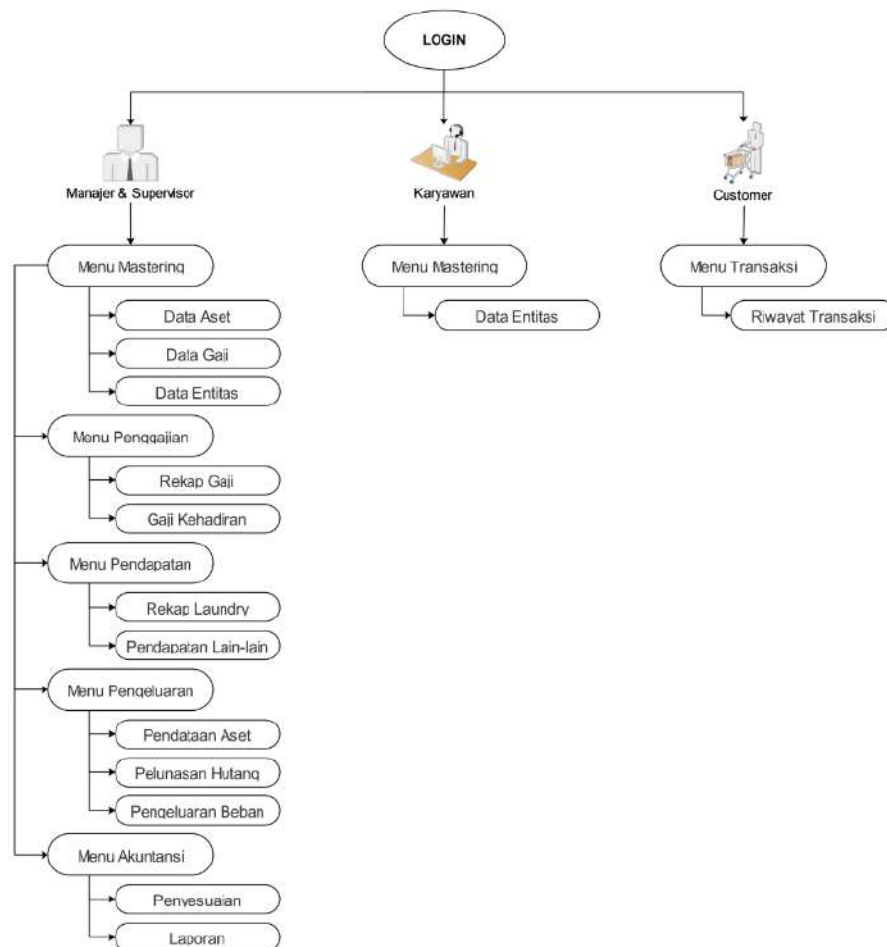 LOGIN
Manajer & Supervisor
Karyawan
Customer
Menu Mastering
Data Aset
Data Gaji
Data Entitas
Menu Penggajian
Rekap Gaji
Gaji Kehadiran
Menu Pendapatan
Rekap Laundry
Pendapatan Lain-lain
Menu Pengeluaran
Pendataan Aset
Pelunasan Hutang
Pengeluaran Beban
Menu Akuntansi
Penyesuaian
Laporan
Menu Mastering
Data Entitas
Menu Transaksi
Riwayat Transaksi